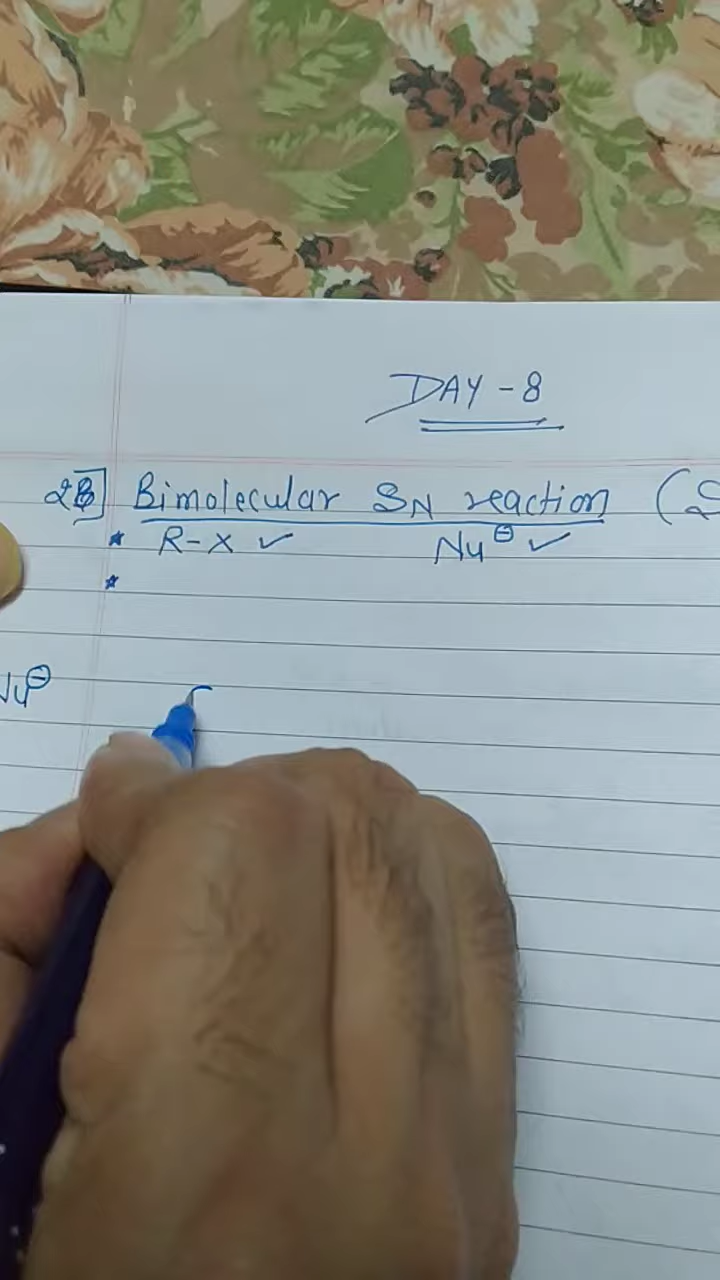 DAY - 8
2B] Bimolecular SN reaction (S
* R-X ✓ Nu⊖ ✓
*
Nu⊖